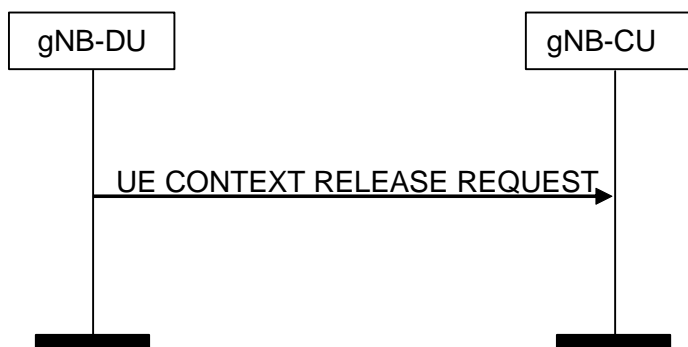 gNB-DU
gNB-CU
UE CONTEXT RELEASE REQUEST